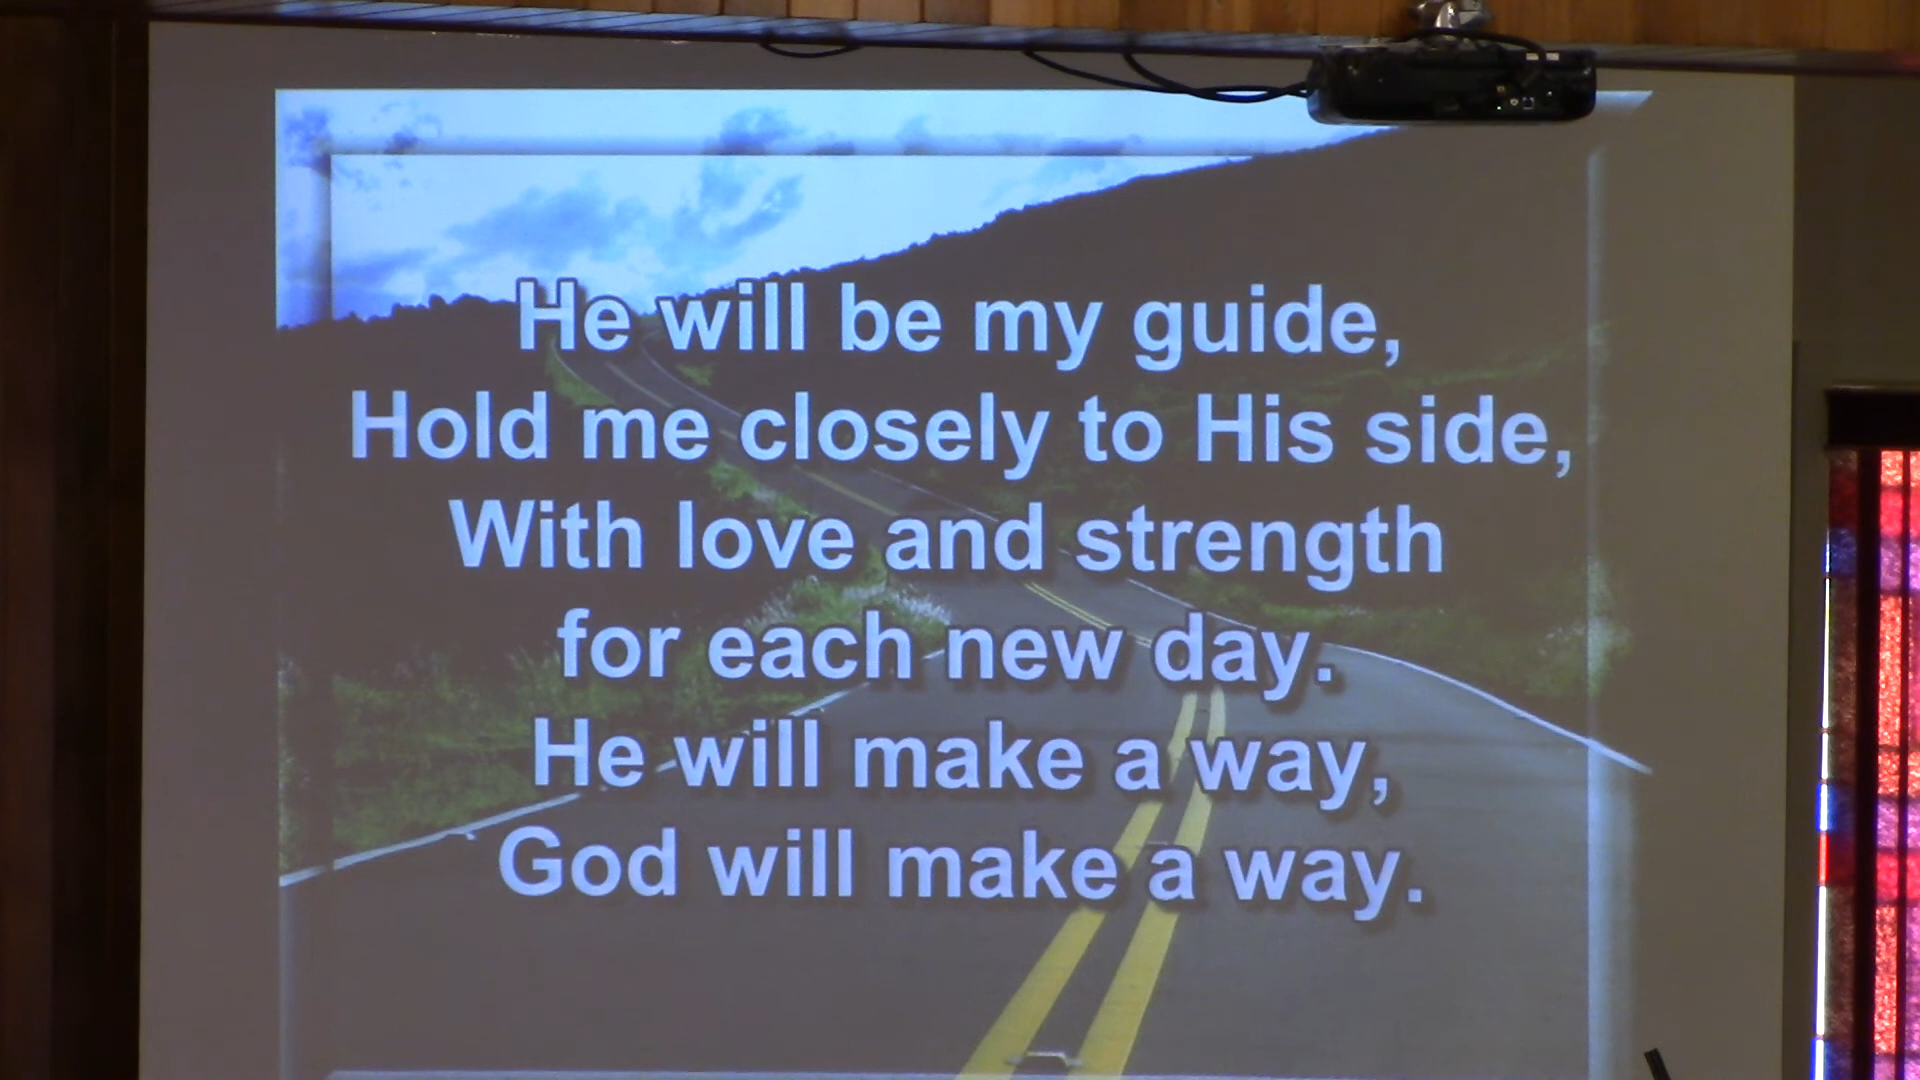 He will be my guide,
Hold me closely to His side,
With love and strength
for each new day.
He will make a way,
God will make a way.